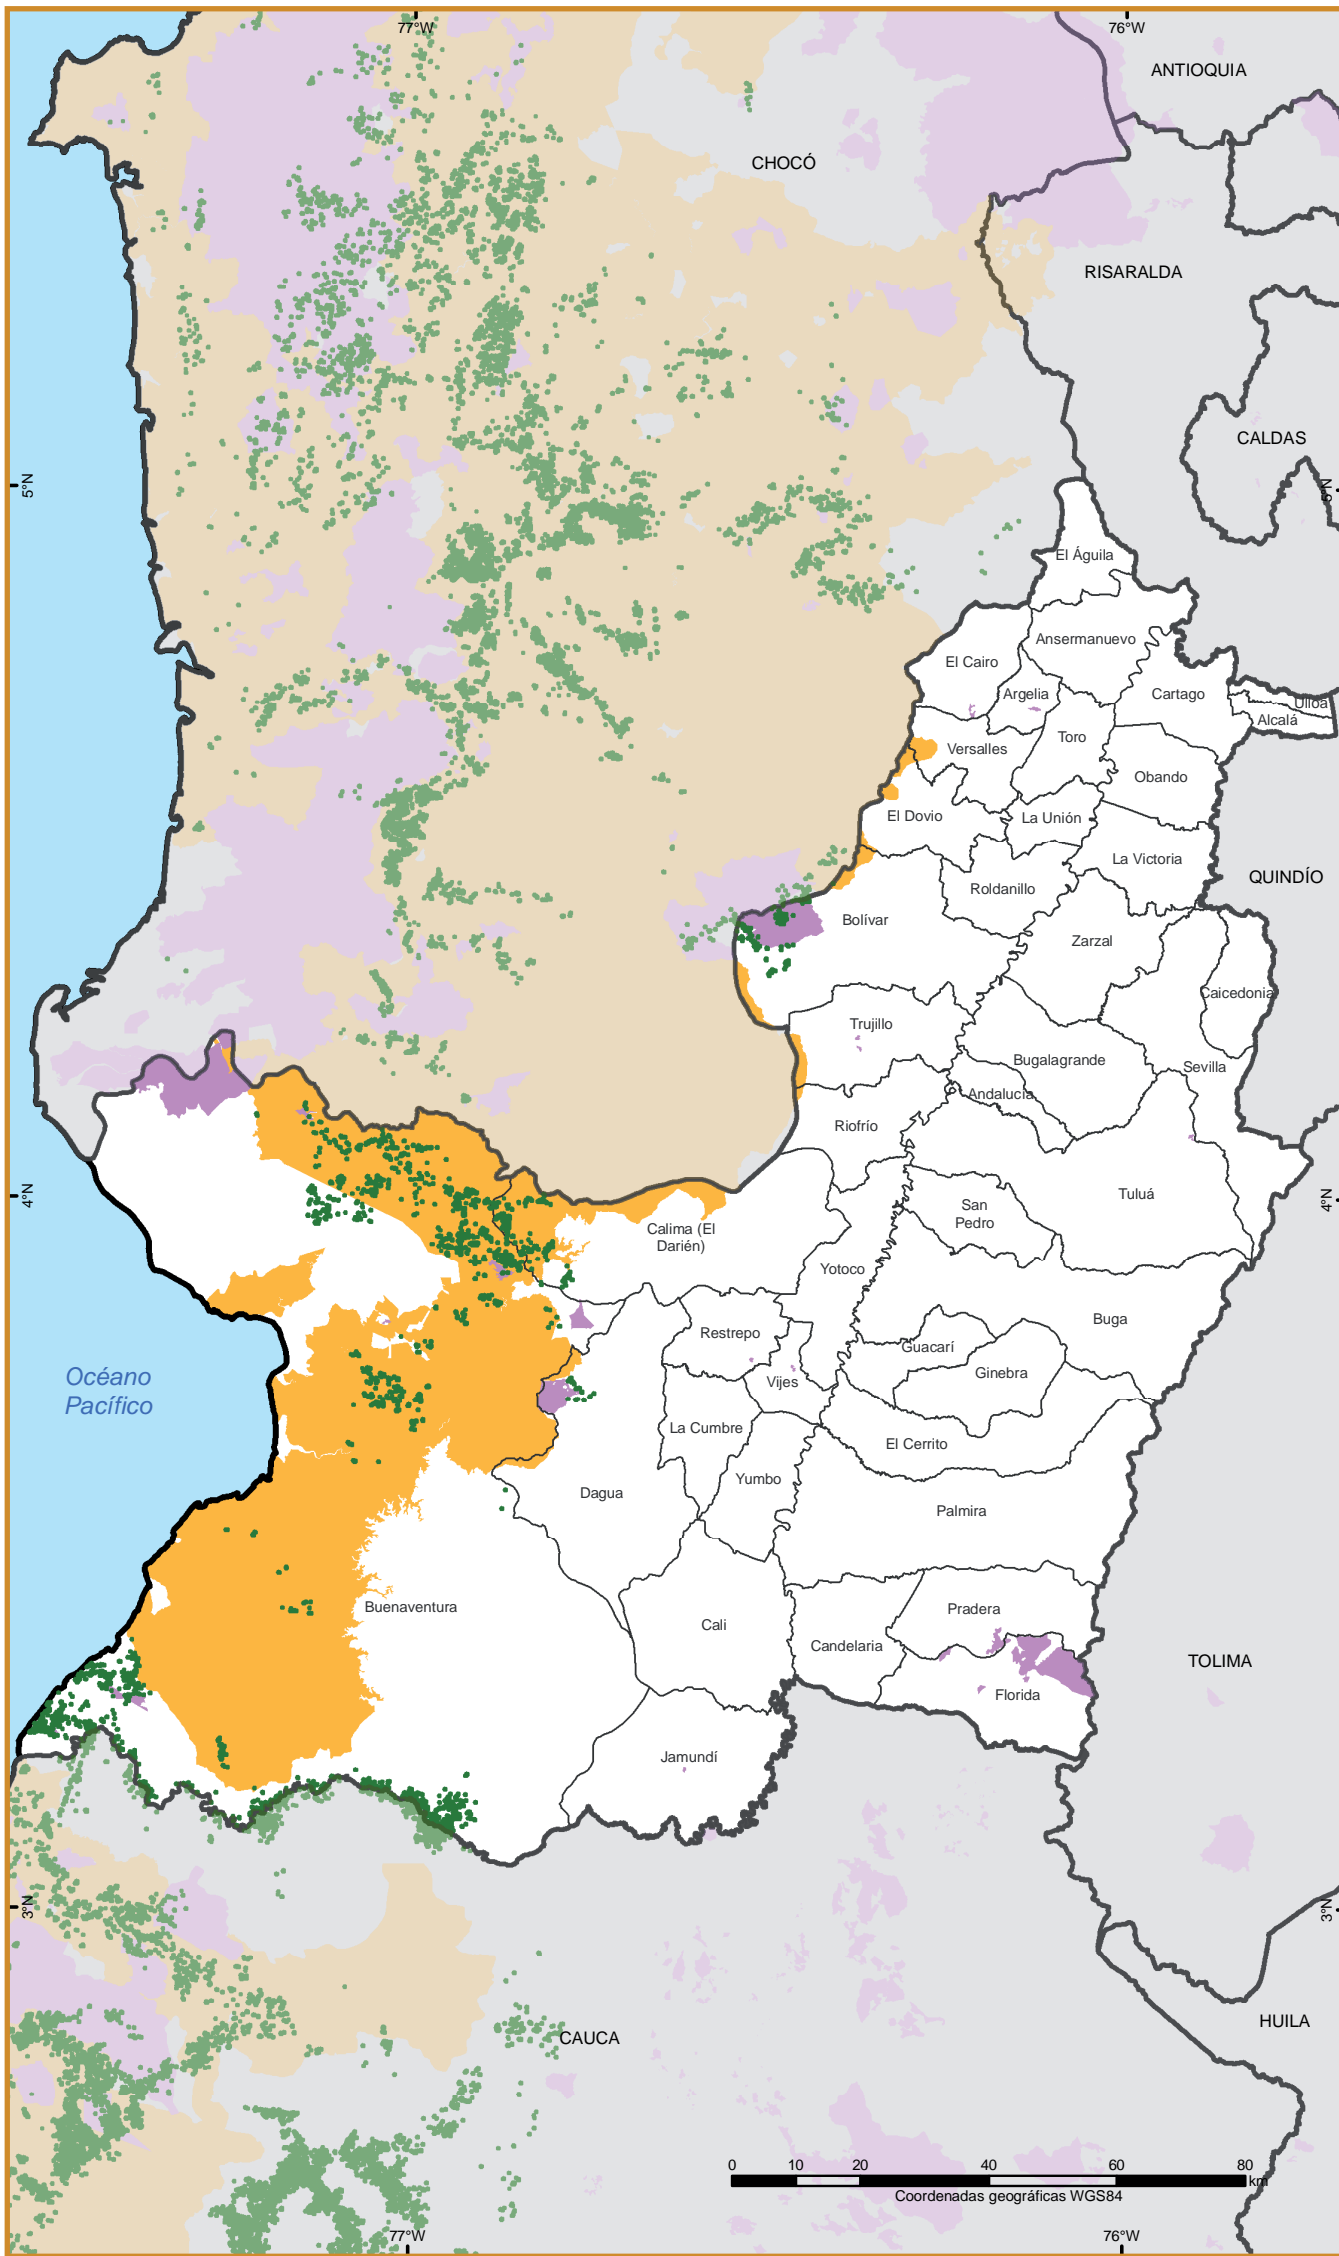 77°W
76°W
ANTIOQUIA
CHOCÓ
RISARALDA
CALDAS
5°N
5°N
El Águila
Ansermanuevo
El Cairo
Argelia
Cartago
Ulloa
Alcalá
Versalles
Toro
Obando
El Dovio
La Unión
La Victoria
QUINDÍO
Roldanillo
Bolívar
Zarzal
Caicedonia
Trujillo
Bugalagrande
Sevilla
Andalucía
Riofrío
4°N
4°N
Tuluá
San
Pedro
Calima (El
Darién)
Yotoco
Buga
Restrepo
Guacarí
Ginebra
Océano
Pacífico
Vijes
La Cumbre
El Cerrito
Yumbo
Dagua
Palmira
Buenaventura
Pradera
Cali
Candelaria
TOLIMA
Florida
Jamundí
3°N
3°N
HUILA
CAUCA
0 10 20 40 60 80
km
Coordenadas geográficas WGS84
77°W
76°W